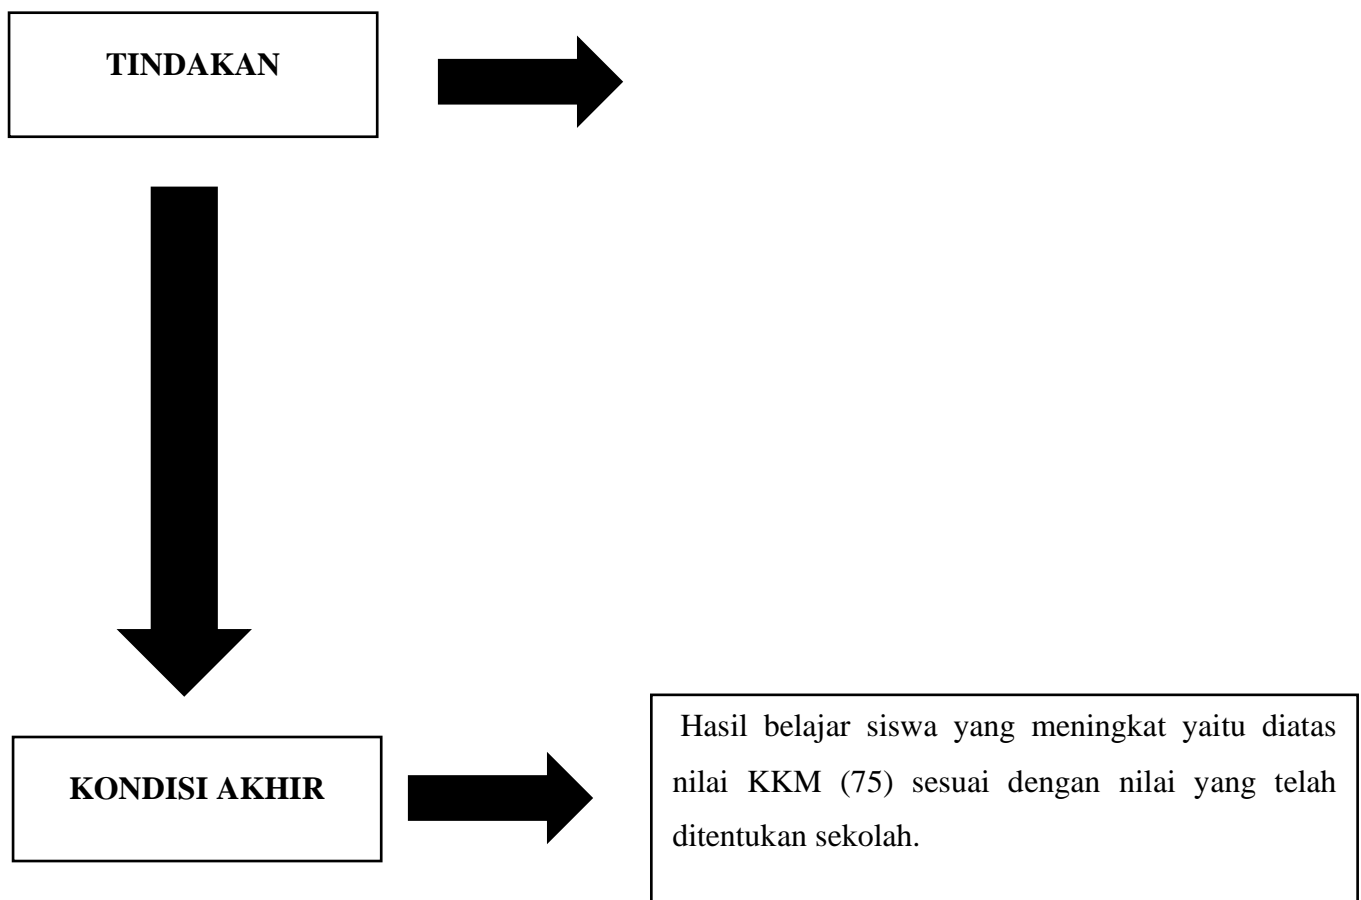 TINDAKAN
KONDISI AKHIR
Hasil belajar siswa yang meningkat yaitu diatas
nilai KKM (75) sesuai dengan nilai yang telah
ditentukan sekolah.